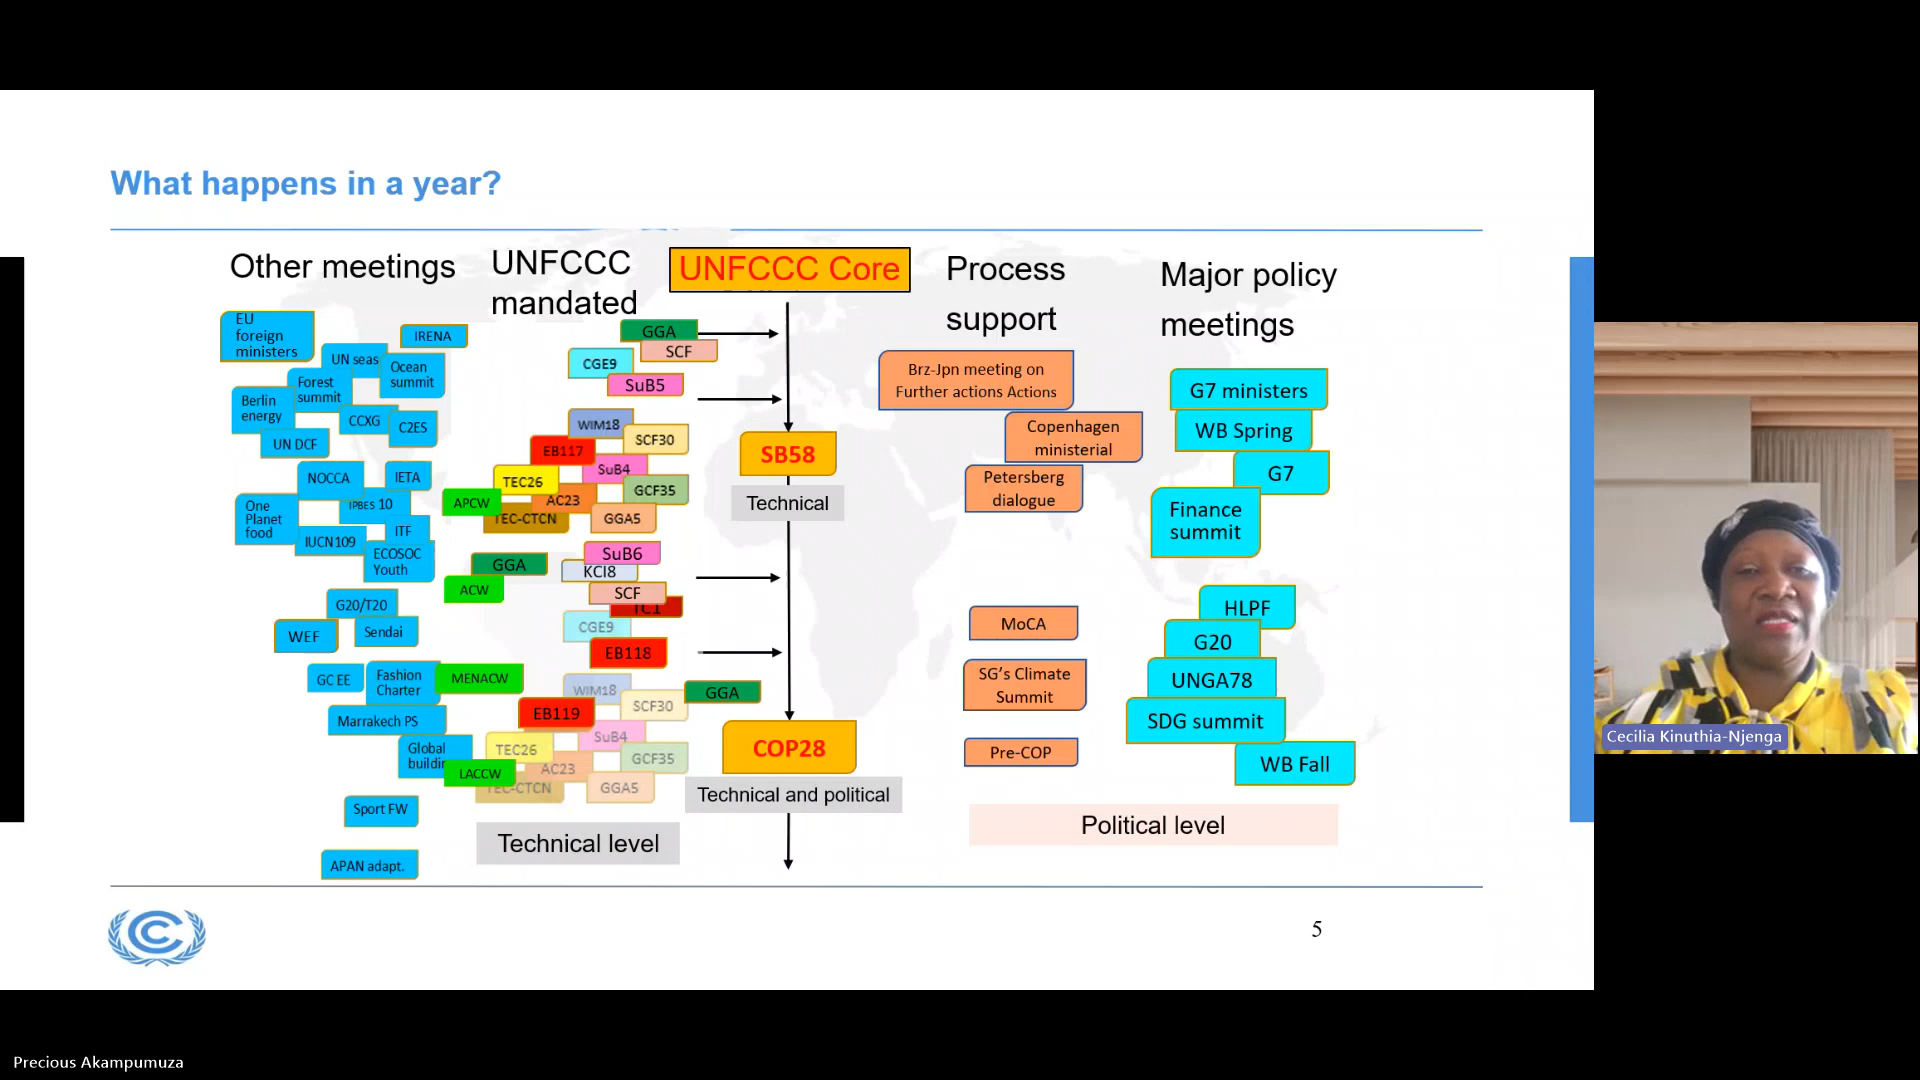 What happens in a year?
Other meetings
UNFCCC
mandated
UNFCCC Core
Process
support
Major policy
meetings
EU
foreign
ministers
IRENA
UN seas
Ocean
summit
Forest
summit
Berlin
energy
CCXG
C2ES
UN DCF
NOCCA
IETA
IPBES 10
One
Planet
food
ITF
IUCN109
ECOSOC
Youth
G20/T20
WEF
Sendai
GC EE
Fashion
Charter
Marrakech PS
Global
buildin
Sport FW
APAN adapt.
GGA
SCF
CGE9
SuB5
WIM18
SCF30
EB117
SuB4
TEC26
GCF35
APCW
AC23
TEC-CTCN
GGA5
SuB6
GGA
KCI8
ACW
SCF
TC1
CGE9
EB118
MENACW
WIM18
GGA
SCF30
EB119
SuB4
TEC26
GCF35
LACCW
AC23
TEC-CTCN
GGA5
Technical level
SB58
Technical
COP28
Technical and political
Brz-Jpn meeting on
Further actions Actions
Copenhagen
ministerial
Petersberg
dialogue
MoCA
SG's Climate
Summit
Pre-COP
G7 ministers
WB Spring
G7
Finance
summit
HLPF
G20
UNGA78
SDG summit
WB Fall
Political level
5
Cecilia Kinuthia-Njenga
Precious Akampumuza